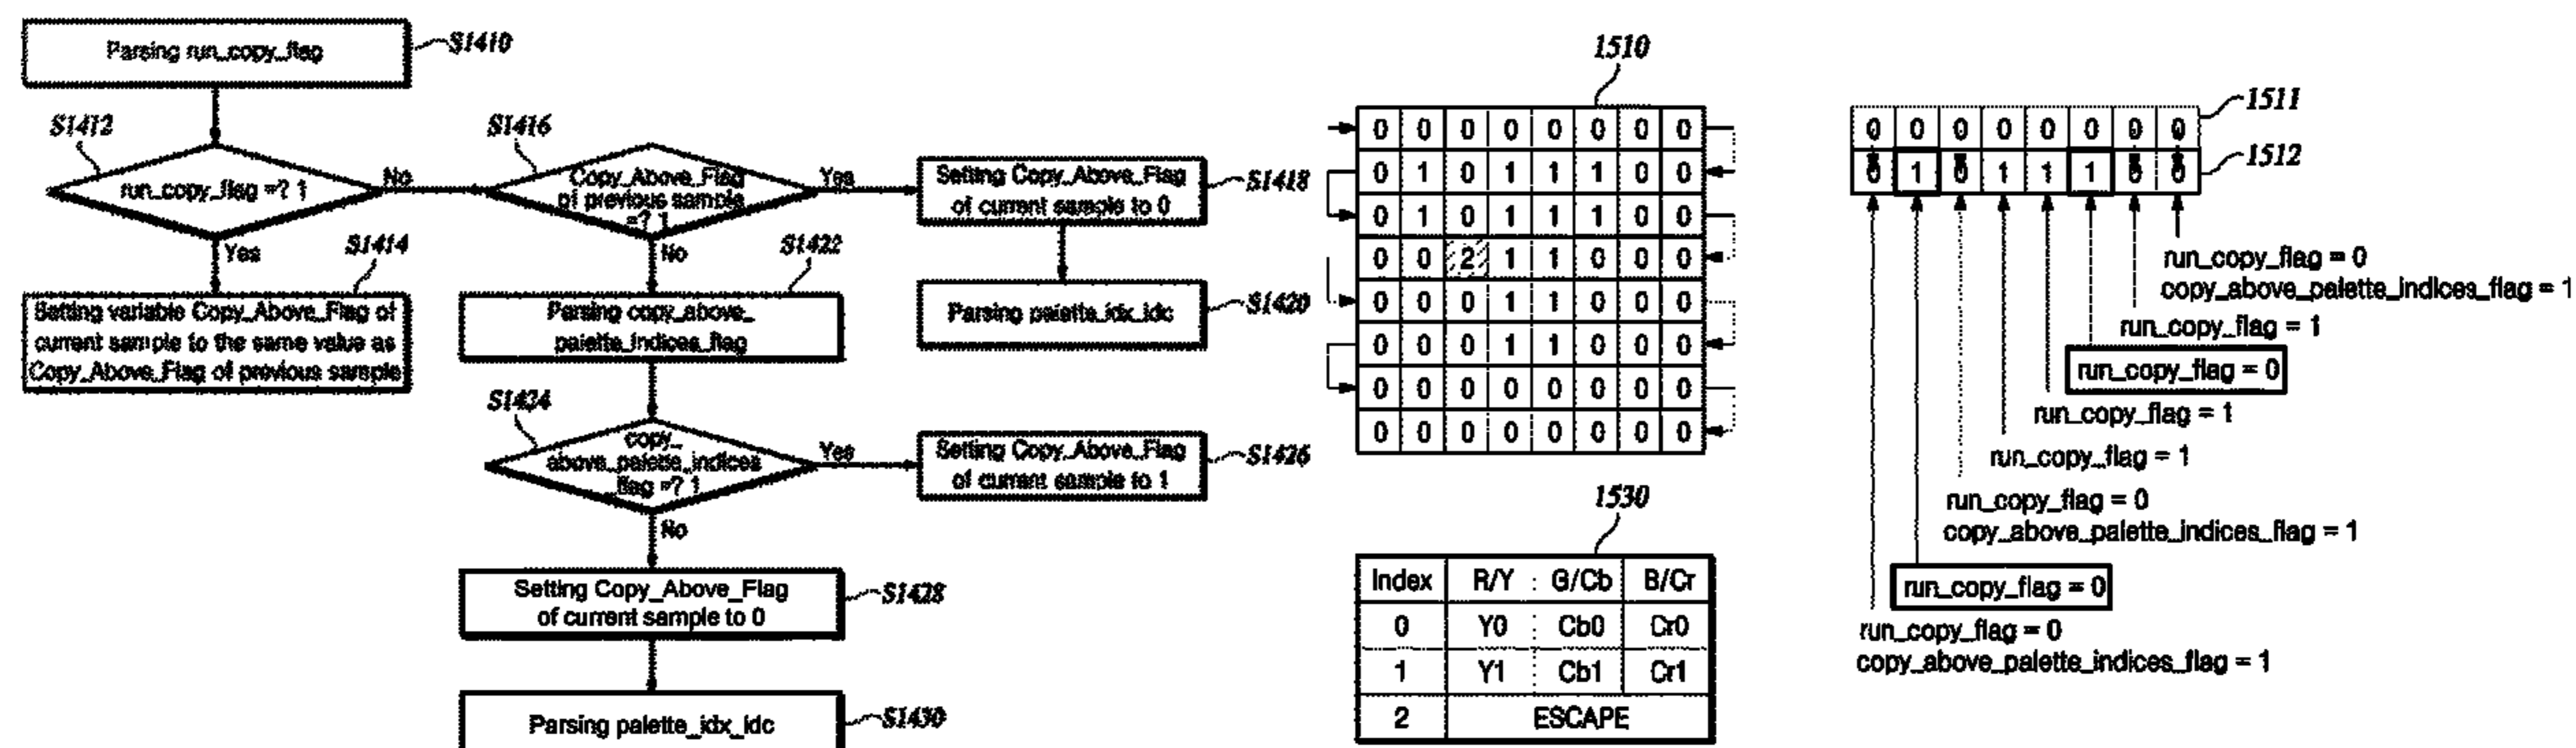 Parsing run_copy_flag
S1410
S1412
run_copy_flag =? 1
No
Yes
S1414
Setting variable Copy_Above_Flag of
current sample to the same value as
Copy_Above_Flag of previous sample
S1416
Copy_Above_Flag
of previous sample
=? 1
Yes
No
Setting Copy_Above_Flag
of current sample to 0
S1418
Parsing palette_idx_idc
S1420
S1422
Parsing copy_above_
palette_indices_flag
S1424
copy_
above_palette_indices
_flag =? 1
Yes
No
Setting Copy_Above_Flag
of current sample to 1
S1426
Setting Copy_Above_Flag
of current sample to 0
S1428
Parsing palette_idx_idc
S1430
1510
0 0 0 0 0 0 0 0
0 1 0 1 1 1 0 0
0 1 0 1 1 1 0 0
0 0 2 1 1 0 0 0
0 0 0 1 1 0 0 0
0 0 0 1 1 0 0 0
0 0 0 0 0 0 0 0
0 0 0 0 0 0 0 0
1530
Index R/Y G/Cb B/Cr
0 Y0 Cb0 Cr0
1 Y1 Cb1 Cr1
2 ESCAPE
1511
0 0 0 0 0 0 0 0
1512
0 1 0 1 1 1 0 0
run_copy_flag = 0
copy_above_palette_indices_flag = 1
run_copy_flag = 1
run_copy_flag = 0
run_copy_flag = 1
run_copy_flag = 1
run_copy_flag = 0
copy_above_palette_indices_flag = 1
run_copy_flag = 0
run_copy_flag = 0
copy_above_palette_indices_flag = 1